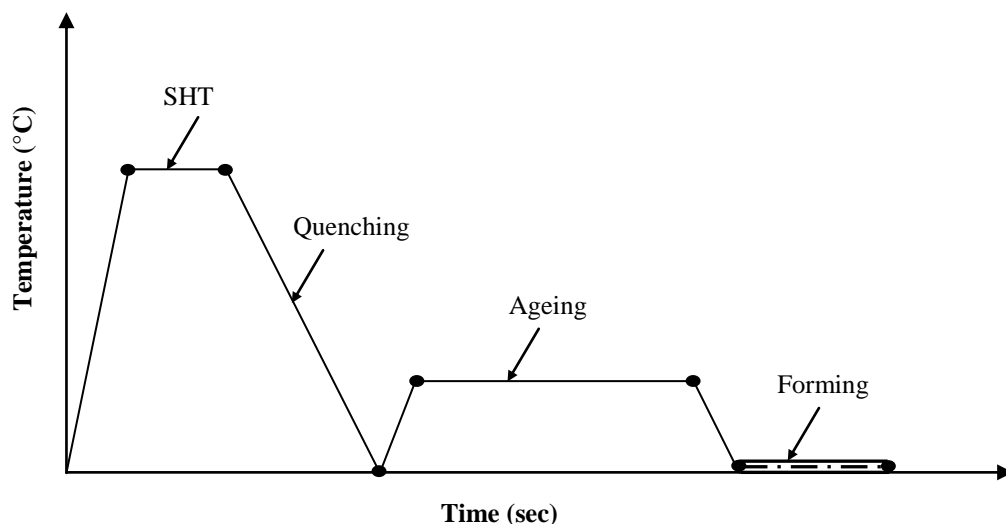 SHT
Temperature (°C)
Quenching
Ageing
Forming
Time (sec)